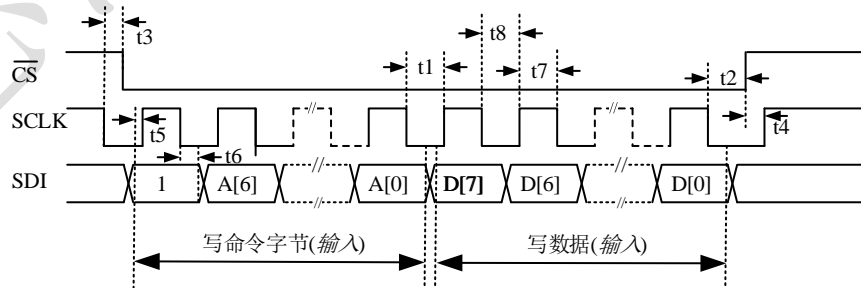 t3
t8
t1
t7
t2
CS
SCLK
t5
t4
t6
SDI
1
A[6]
A[0]
D[7]
D[6]
D[0]
写命令字节(输入)
写数据(输入)